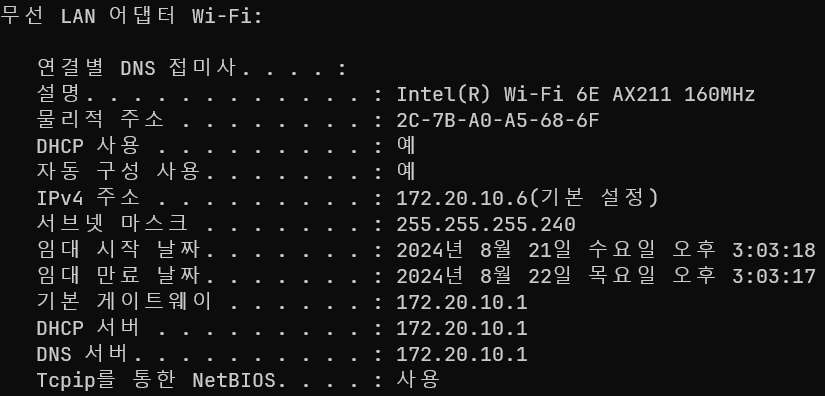 무선 LAN 어댑터 Wi-Fi:
연결별 DNS 접미사. . . . :
설명. . . . . . . . . . . . : Intel(R) Wi-Fi 6E AX211 160MHz
물리적 주소 . . . . . . . . : 2C-7B-A0-A5-68-6F
DHCP 사용 . . . . . . . . . : 예
자동 구성 사용. . . . . . . : 예
IPv4 주소 . . . . . . . . . : 172.20.10.6(기본 설정)
서브넷 마스크 . . . . . . . : 255.255.255.240
임대 시작 날짜. . . . . . . : 2024년 8월 21일 수요일 오후 3:03:18
임대 만료 날짜. . . . . . . : 2024년 8월 22일 목요일 오후 3:03:17
기본 게이트웨이 . . . . . . : 172.20.10.1
DHCP 서버 . . . . . . . . . : 172.20.10.1
DNS 서버. . . . . . . . . . : 172.20.10.1
Tcpip를 통한 NetBIOS. . . . : 사용